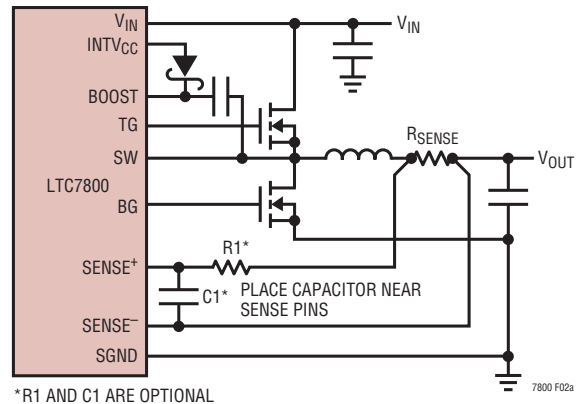 VIN
VIN
INTVCC
BOOST
TG
RSENSE
SW
VOUT
LTC7800
BG
R1*
SENSE+
C1*
PLACE CAPACITOR NEAR
SENSE PINS
SENSE–
SGND
7800 F02a
*R1 AND C1 ARE OPTIONAL